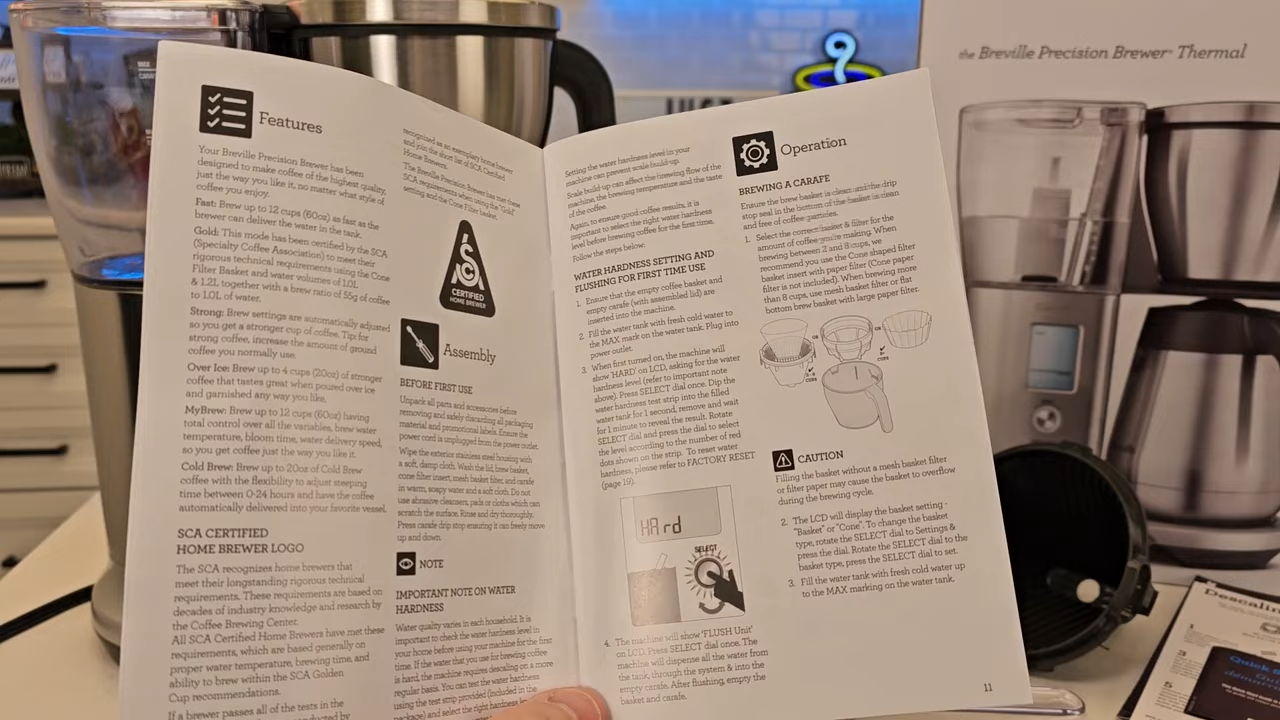 the Breville Precision Brewer™ Thermal
Features
Your Breville Precision Brewer has been
designed to make coffee of the highest quality,
just the way you like it, no matter what style of
coffee you enjoy.
Fast: Brew up to 12 cups (60oz) as fast as the
brewer can deliver the water in the tank.
Gold: This mode has been certified by the SCA
(Specialty Coffee Association) to meet their
rigorous technical requirements using the Cone
Filter Basket and water volumes of 1.0L
& 1.2L together with a brew ratio of 55g of coffee
to 1.0L of water.
Strong: Brew settings are automatically adjusted
so you get a stronger cup of coffee. Tips: for
strong coffee, increase the amount of ground
coffee you normally use.
Over Ice: Brew up to 4 cups (20oz) of stronger
coffee that tastes great when poured over ice
and garnished any way you like.
MyBrew: Brew up to 12 cups (60oz) having
total control over all the variables, brew water
temperature, bloom time, water delivery speed,
so you get coffee just the way you like it.
Cold Brew: Brew up to 20oz of Cold Brew
coffee with the flexibility to adjust steeping
time between 0-24 hours and have the coffee
automatically delivered into your favorite vessel.
SCA CERTIFIED
HOME BREWER LOGO
The SCA recognizes home brewers that
meet their longstanding rigorous technical
requirements. These requirements are based on
decades of industry knowledge and research by
the Coffee Brewing Center.
All SCA Certified Home Brewers have met these
requirements, which are based generally on
proper water temperature, brewing time, and
ability to brew within the SCA Golden
Cup recommendations.
If a brewer passes all of the tests in the
recognized as an exemplary home brewer
and join the short list of SCA Certified
Home Brewers.
The Breville Precision Brewer has met these
SCA requirements when using the "Gold"
setting and the Cone Filter basket.
CERTIFIED
HOME BREWER
Assembly
BEFORE FIRST USE
Unpack all parts and accessories before
removing and safely discarding all packaging
material and promotional labels. Ensure the
power cord is unplugged from the power outlet.
Wipe the exterior stainless steel housing with
a soft, damp cloth. Wash the lid, brew basket,
cone filter insert, mesh basket filter, and carafe
in warm, soapy water and a soft cloth. Do not
use abrasive cleansers, pads or cloths which can
scratch the surface. Rinse and dry thoroughly.
Press carafe drip stop ensuring it can freely move
up and down.
NOTE
IMPORTANT NOTE ON WATER
HARDNESS
Water quality varies in each household. It is
important to check the water hardness level in
your home before using your machine for the first
time. If the water that you use for brewing coffee
is hard, the machine requires descaling on a more
regular basis. You can test the water hardness
using the test strip provided (included in the
package) and select the right hardness
Setting the water hardness level in your
machine can prevent scale build-up.
Scale build-up can affect the brewing flow of the
machine, the brewing temperature and the taste
of the coffee.
Again, to ensure good coffee results, it is
important to select the right water hardness
level before brewing coffee for the first time.
Follow the steps below:
WATER HARDNESS SETTING AND
FLUSHING FOR FIRST TIME USE
1. Ensure that the empty coffee basket and
empty carafe (with assembled lid) are
inserted into the machine.
2. Fill the water tank with fresh cold water to
the MAX mark on the water tank. Plug into
power outlet.
3. When first turned on, the machine will
show 'HARD' on LCD, asking for the water
hardness level (refer to important note
above). Press SELECT dial once. Dip the
water hardness test strip into the filled
water tank for 1 second, remove and wait
for 1 minute to reveal the result. Rotate
SELECT dial and press the dial to select
the level according to the number of red
dots shown on the strip. To reset water
hardness, please refer to FACTORY RESET
(page 19).
HARd
SELECT
4. The machine will show 'FLUSH Unit'
on LCD. Press SELECT dial once. The
machine will dispense all the water from
the tank, through the system & into the
empty carafe. After flushing, empty the
basket and carafe.
Operation
BREWING A CARAFE
Ensure the brew basket is clean and the drip
stop seal in the bottom of the basket is clean
and free of coffee particles.
1. Select the correct basket & filter for the
amount of coffee you're making. When
brewing between 2 and 8 cups, we
recommend you use the Cone shaped filter
basket insert with paper filter (Cone paper
filter is not included). When brewing more
than 8 cups, use mesh basket filter or flat
bottom brew basket with large paper filter.
OR
OR
CUPS
CUPS
CAUTION
Filling the basket without a mesh basket filter
or filter paper may cause the basket to overflow
during the brewing cycle.
2. The LCD will display the basket setting -
"Basket" or "Cone". To change the basket
type, rotate the SELECT dial to Settings &
press the dial. Rotate the SELECT dial to the
basket type, press the SELECT dial to set.
3. Fill the water tank with fresh cold water up
to the MAX marking on the water tank.
11